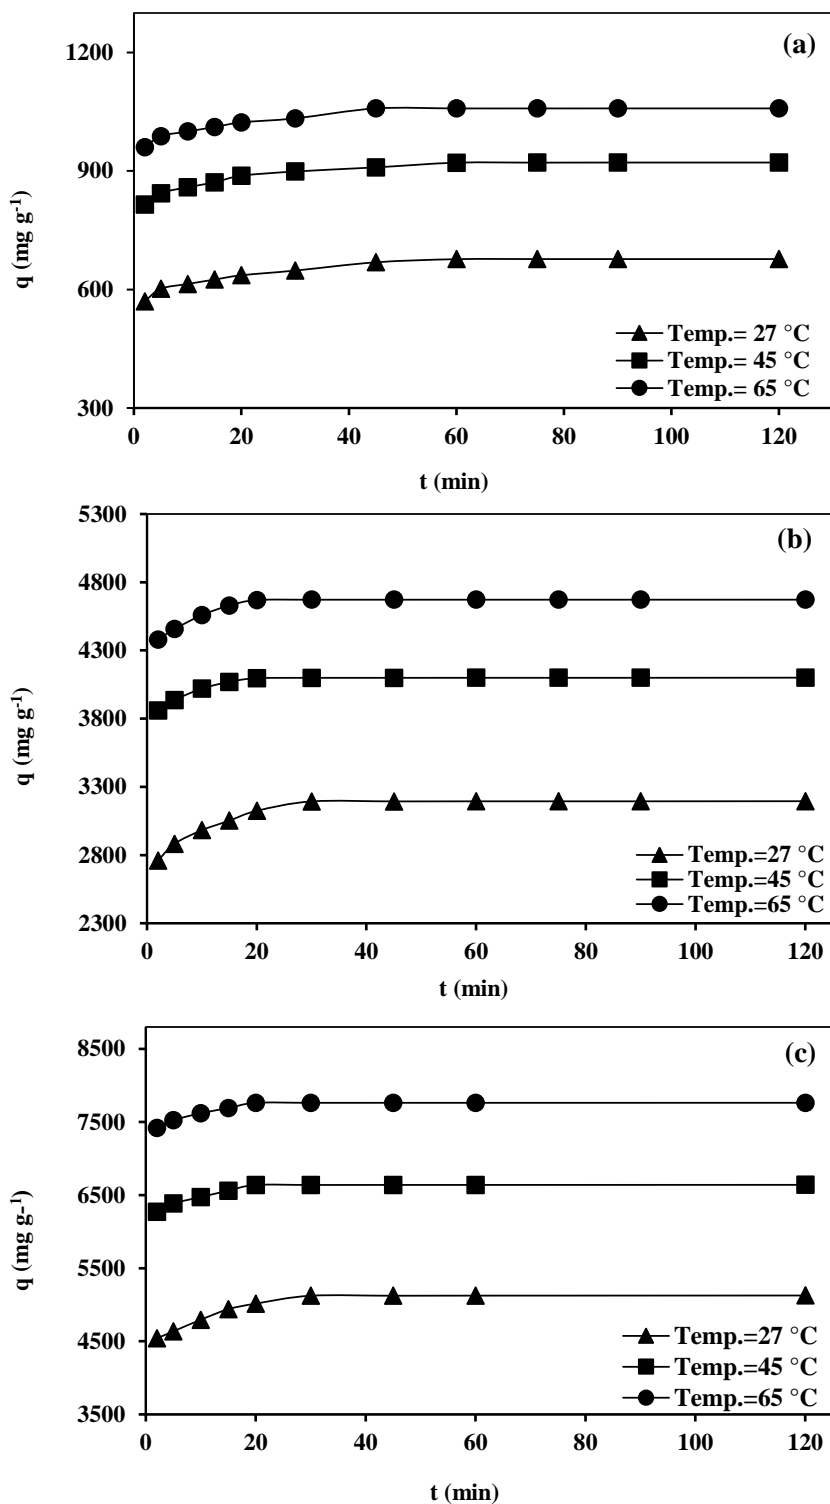 (a)
1200
900
600
300
q (mg g-1)
Temp.= 27 °C
Temp.= 45 °C
Temp.= 65 °C
0 20 40 60 80 100 120
t (min)
(b)
5300
4800
4300
3800
3300
2800
2300
q (mg g-1)
Temp.=27 °C
Temp.=45 °C
Temp.=65 °C
0 20 40 60 80 100 120
t (min)
(c)
8500
7500
6500
5500
4500
3500
q (mg g-1)
Temp.=27 °C
Temp.=45 °C
Temp.=65 °C
0 20 40 60 80 100 120
t (min)